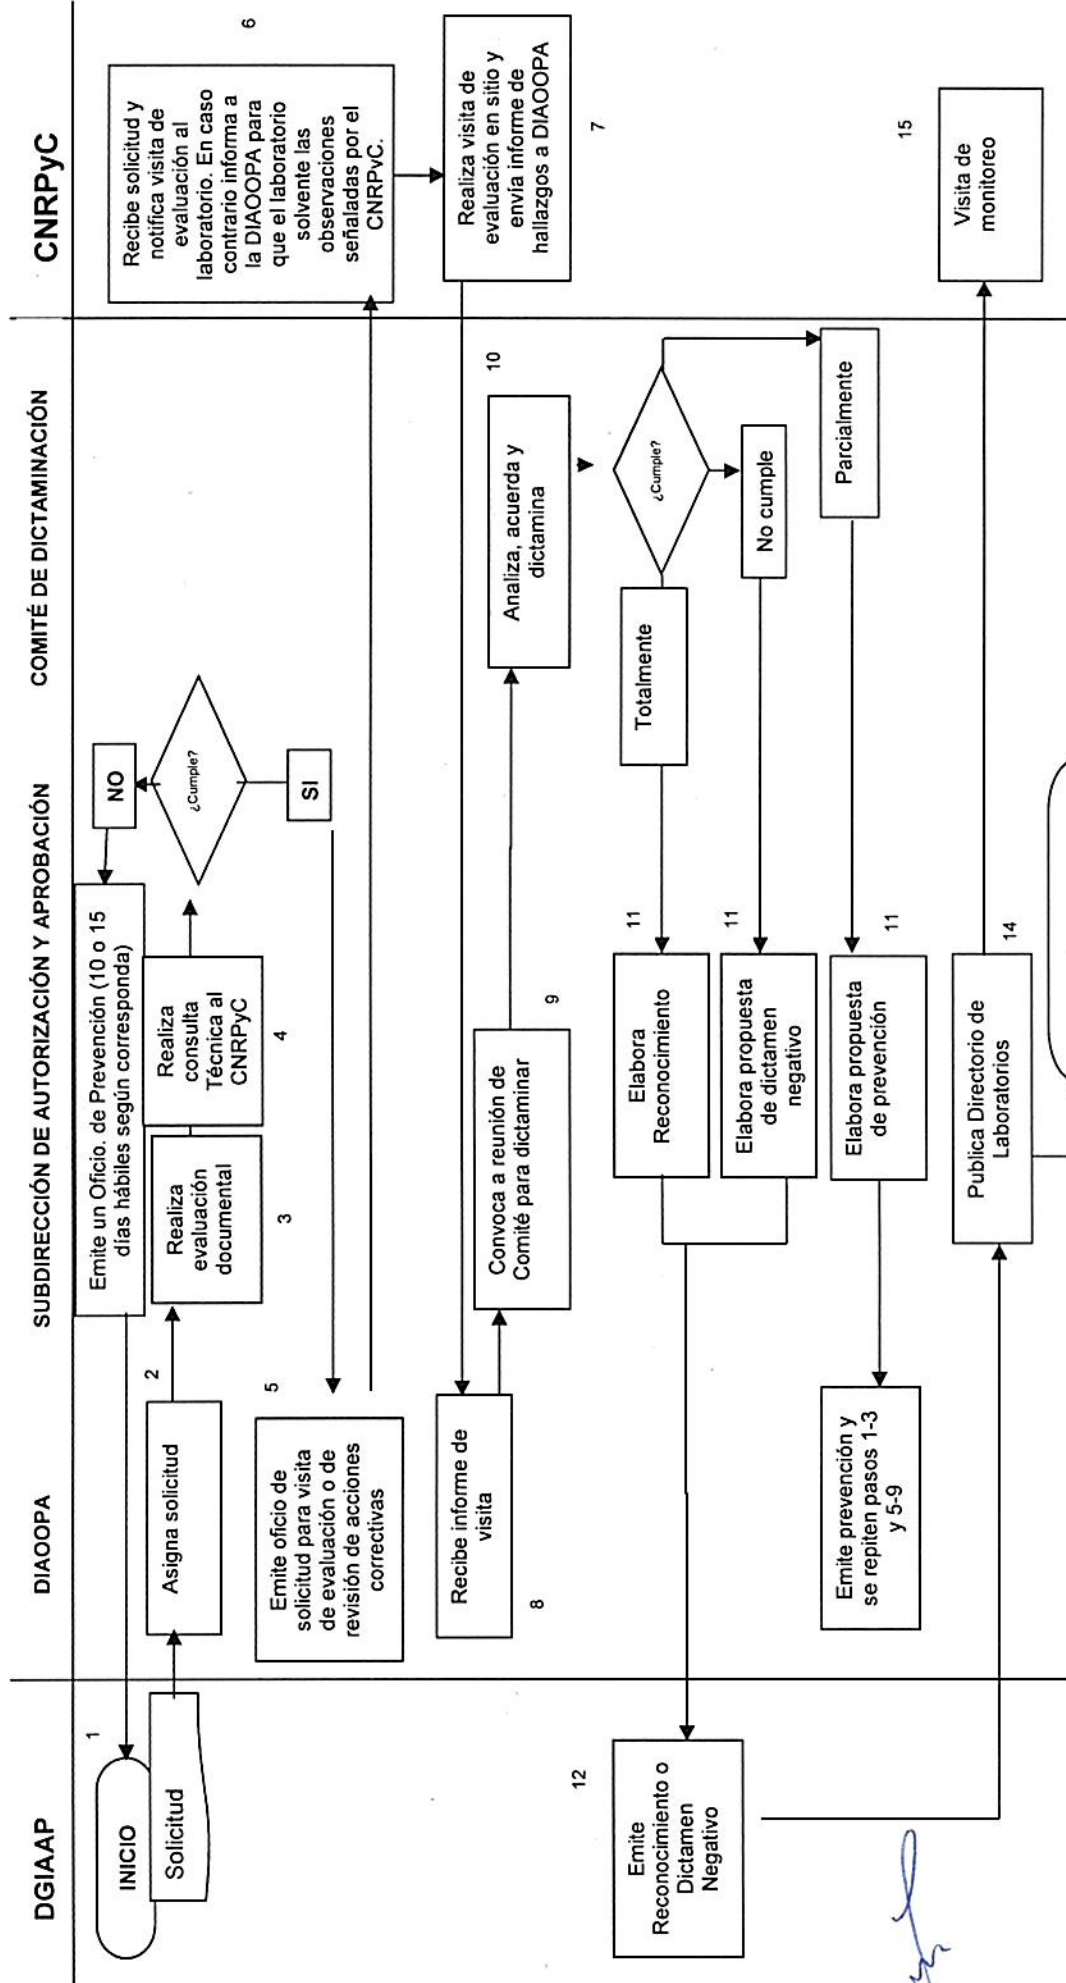 DGIAAP
DIAOOPA
SUBDIRECCIÓN DE AUTORIZACIÓN Y APROBACIÓN
COMITÉ DE DICTAMINACIÓN
CNRPyC
INICIO
1
Solicitud
Asigna solicitud
2
Emite un Oficio. de Prevención (10 o 15
días hábiles según corresponda)
Realiza
evaluación
documental
3
Realiza
consulta
Técnica al
CNRPyC
4
NO
¿Cumple?
SI
Emite oficio de
solicitud para visita
de evaluación o de
revisión de acciones
correctivas
5
Recibe solicitud y
notifica visita de
evaluación al
laboratorio. En caso
contrario informa a
la DIAOOPA para
que el laboratorio
solvente las
observaciones
señaladas por el
CNRPyC.
6
Realiza visita de
evaluación en sitio y
envía informe de
hallazgos a DIAOOPA
7
Recibe informe de
visita
8
Convoca a reunión de
Comité para dictaminar
9
Analiza, acuerda y
dictamina
10
¿Cumple?
Totalmente
No cumple
Parcialmente
Elabora
Reconocimiento
11
Elabora propuesta
de dictamen
negativo
11
Elabora propuesta
de prevención
11
Emite
Reconocimiento o
Dictamen
Negativo
12
Emite prevención y
se repiten pasos 1-3
y 5-9
Publica Directorio de
Laboratorios
14
Visita de
monitoreo
15